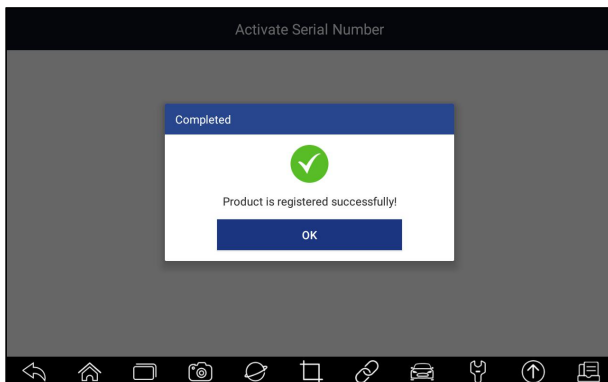 Activate Serial Number
Completed
Product is registered successfully!
OK